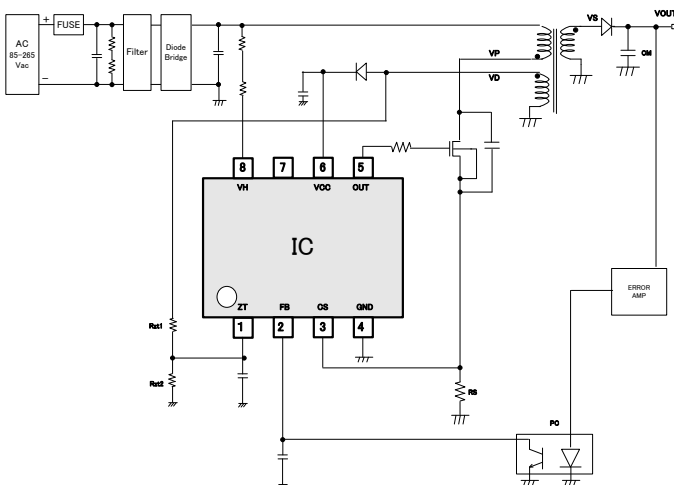 AC
85-265
Vac
+
−
FUSE
Filter
Diode
Bridge
VS
VOUT
CM
VP
VD
8
7
6
5
VH
VCC
OUT
IC
ZT
FB
CS
GND
1
2
3
4
Rzt1
Rzt2
RS
ERROR
AMP
PC